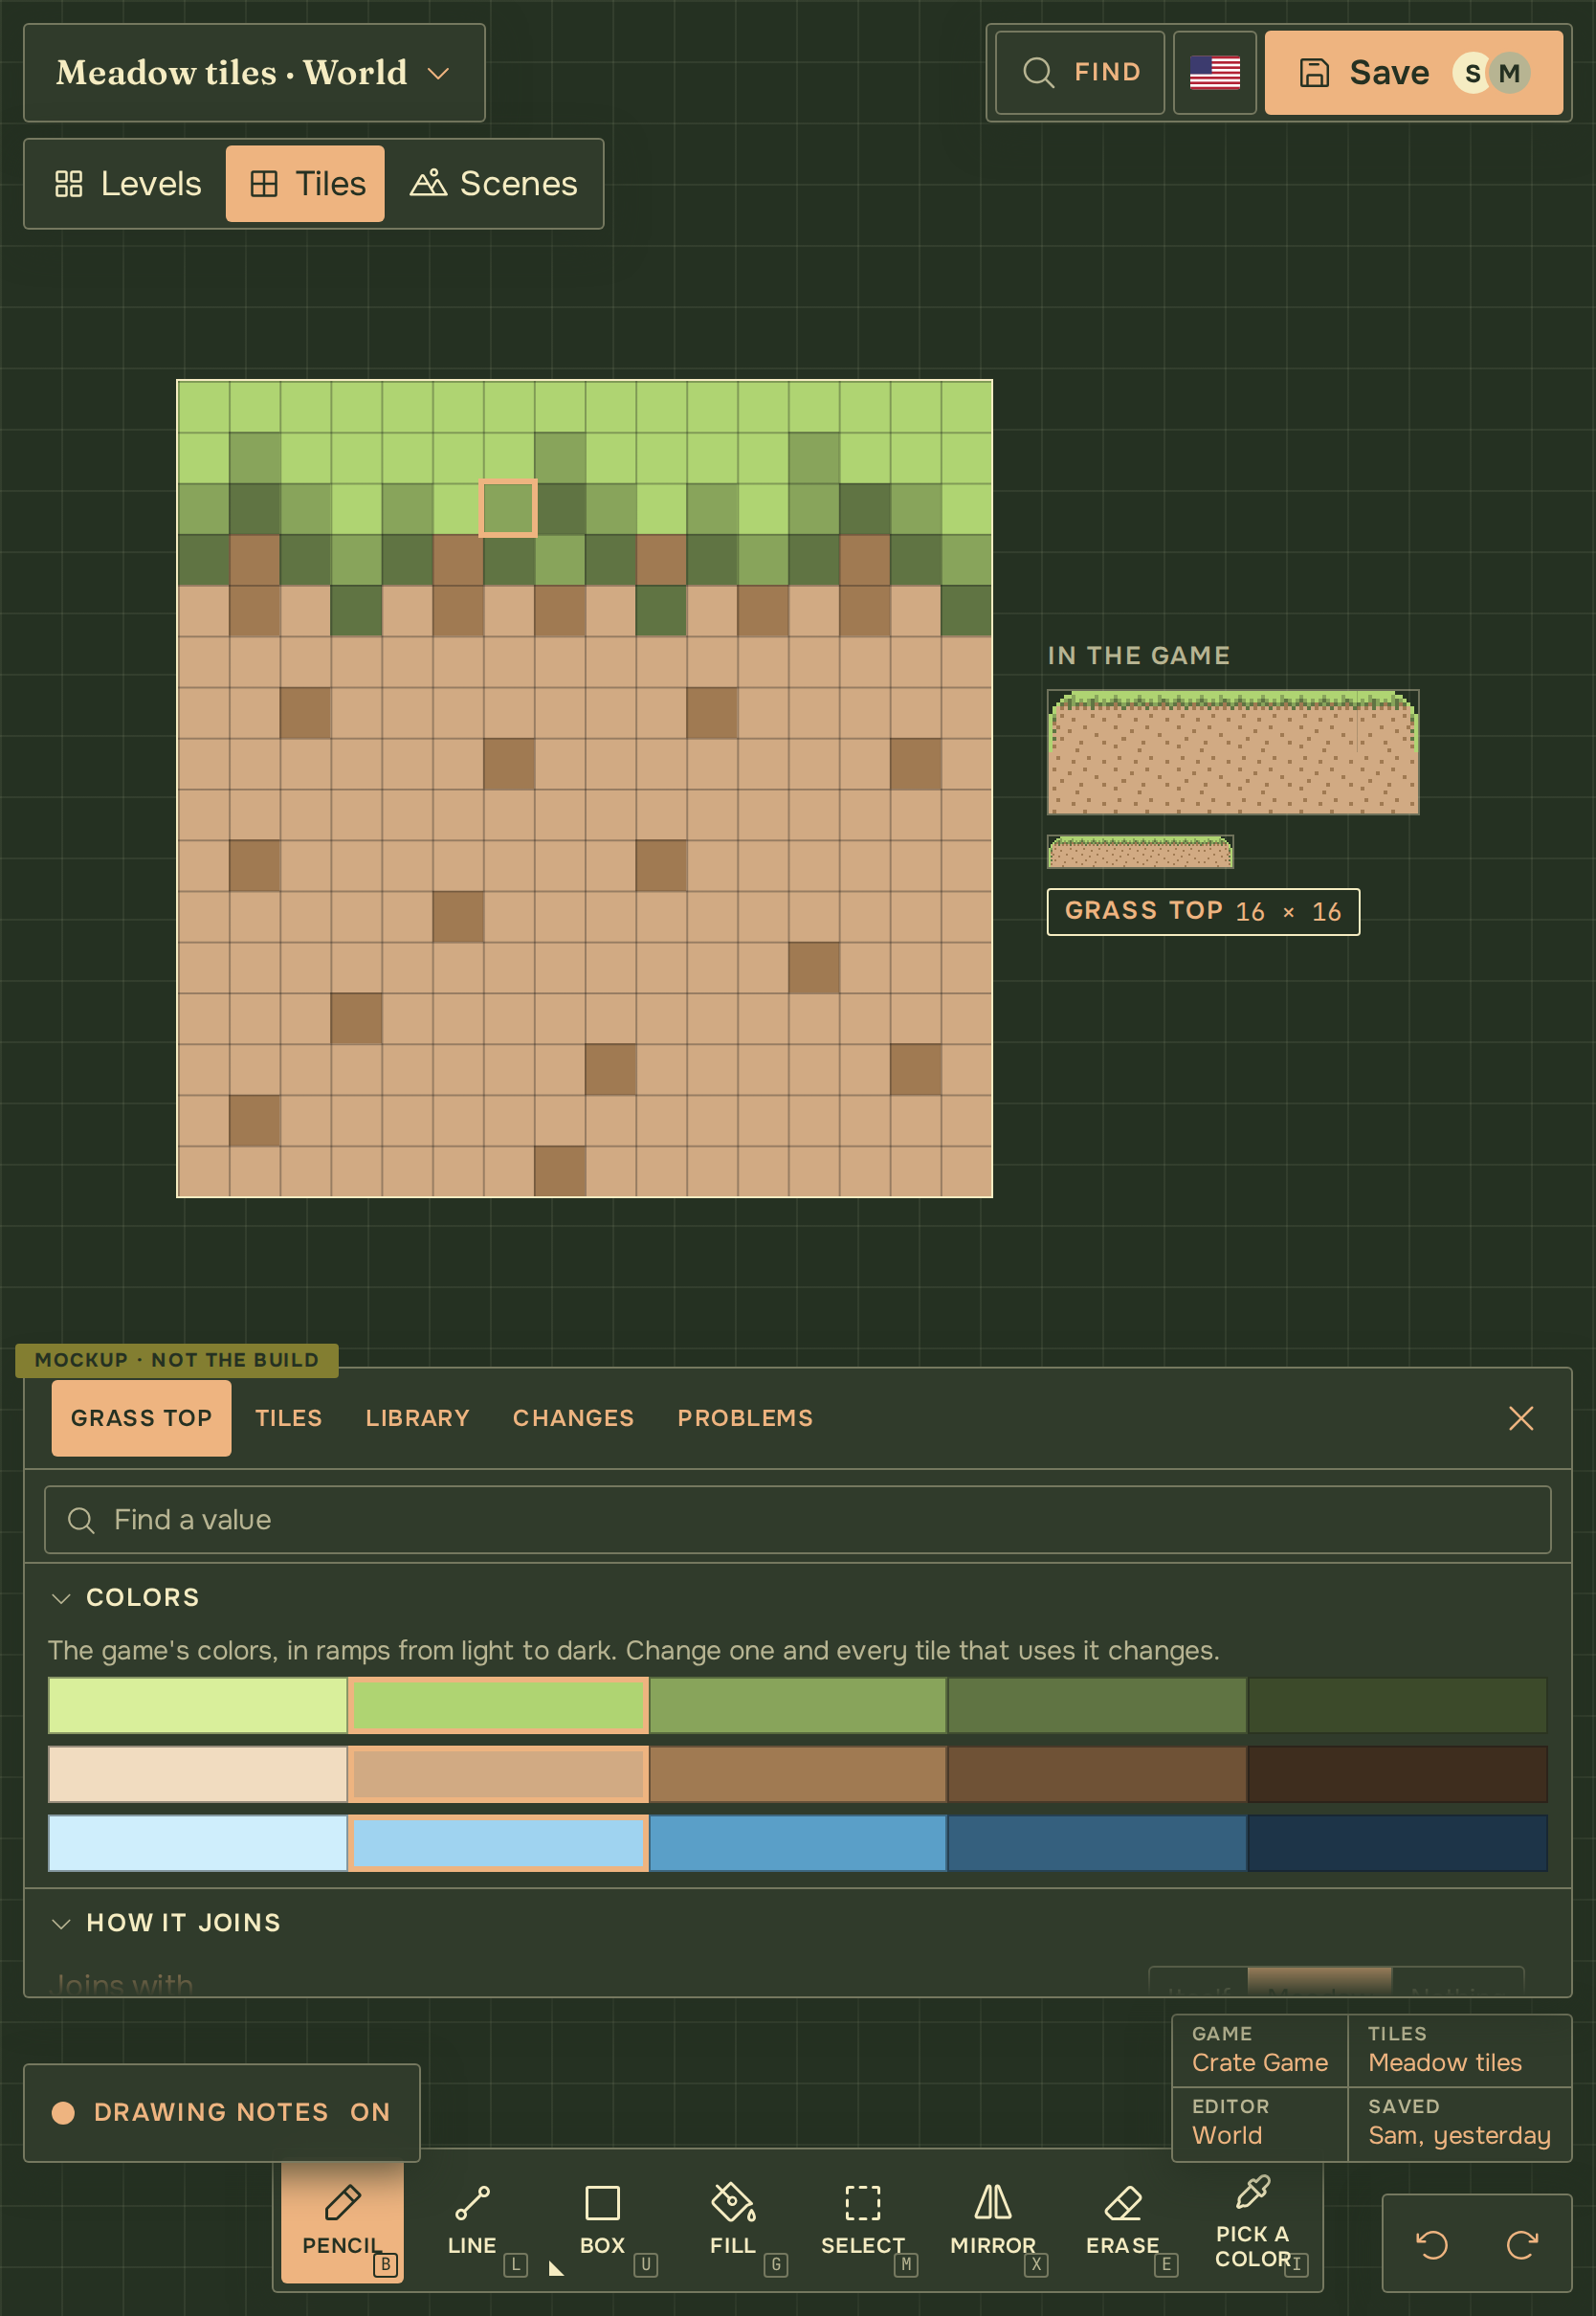 Meadow tiles · World
FIND
Save
S
M
Levels
Tiles
Scenes
IN THE GAME
GRASS TOP 16 × 16
MOCKUP · NOT THE BUILD
GRASS TOP
TILES
LIBRARY
CHANGES
PROBLEMS
Find a value
COLORS
The game's colors, in ramps from light to dark. Change one and every tile that uses it changes.
HOW IT JOINS
Joins with
GAME
Crate Game
TILES
Meadow tiles
EDITOR
World
SAVED
Sam, yesterday
DRAWING NOTES ON
PENCIL
B
LINE
L
BOX
U
FILL
G
SELECT
M
MIRROR
X
ERASE
E
PICK A
COLOR
I